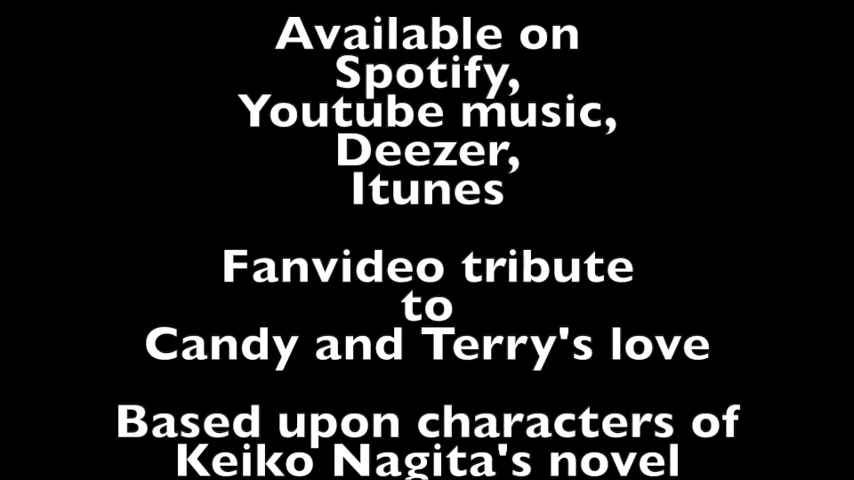 Available on
Spotify,
Youtube music,
Deezer,
Itunes
Fanvideo tribute
to
Candy and Terry's love
Based upon characters of
Keiko Nagita's novel